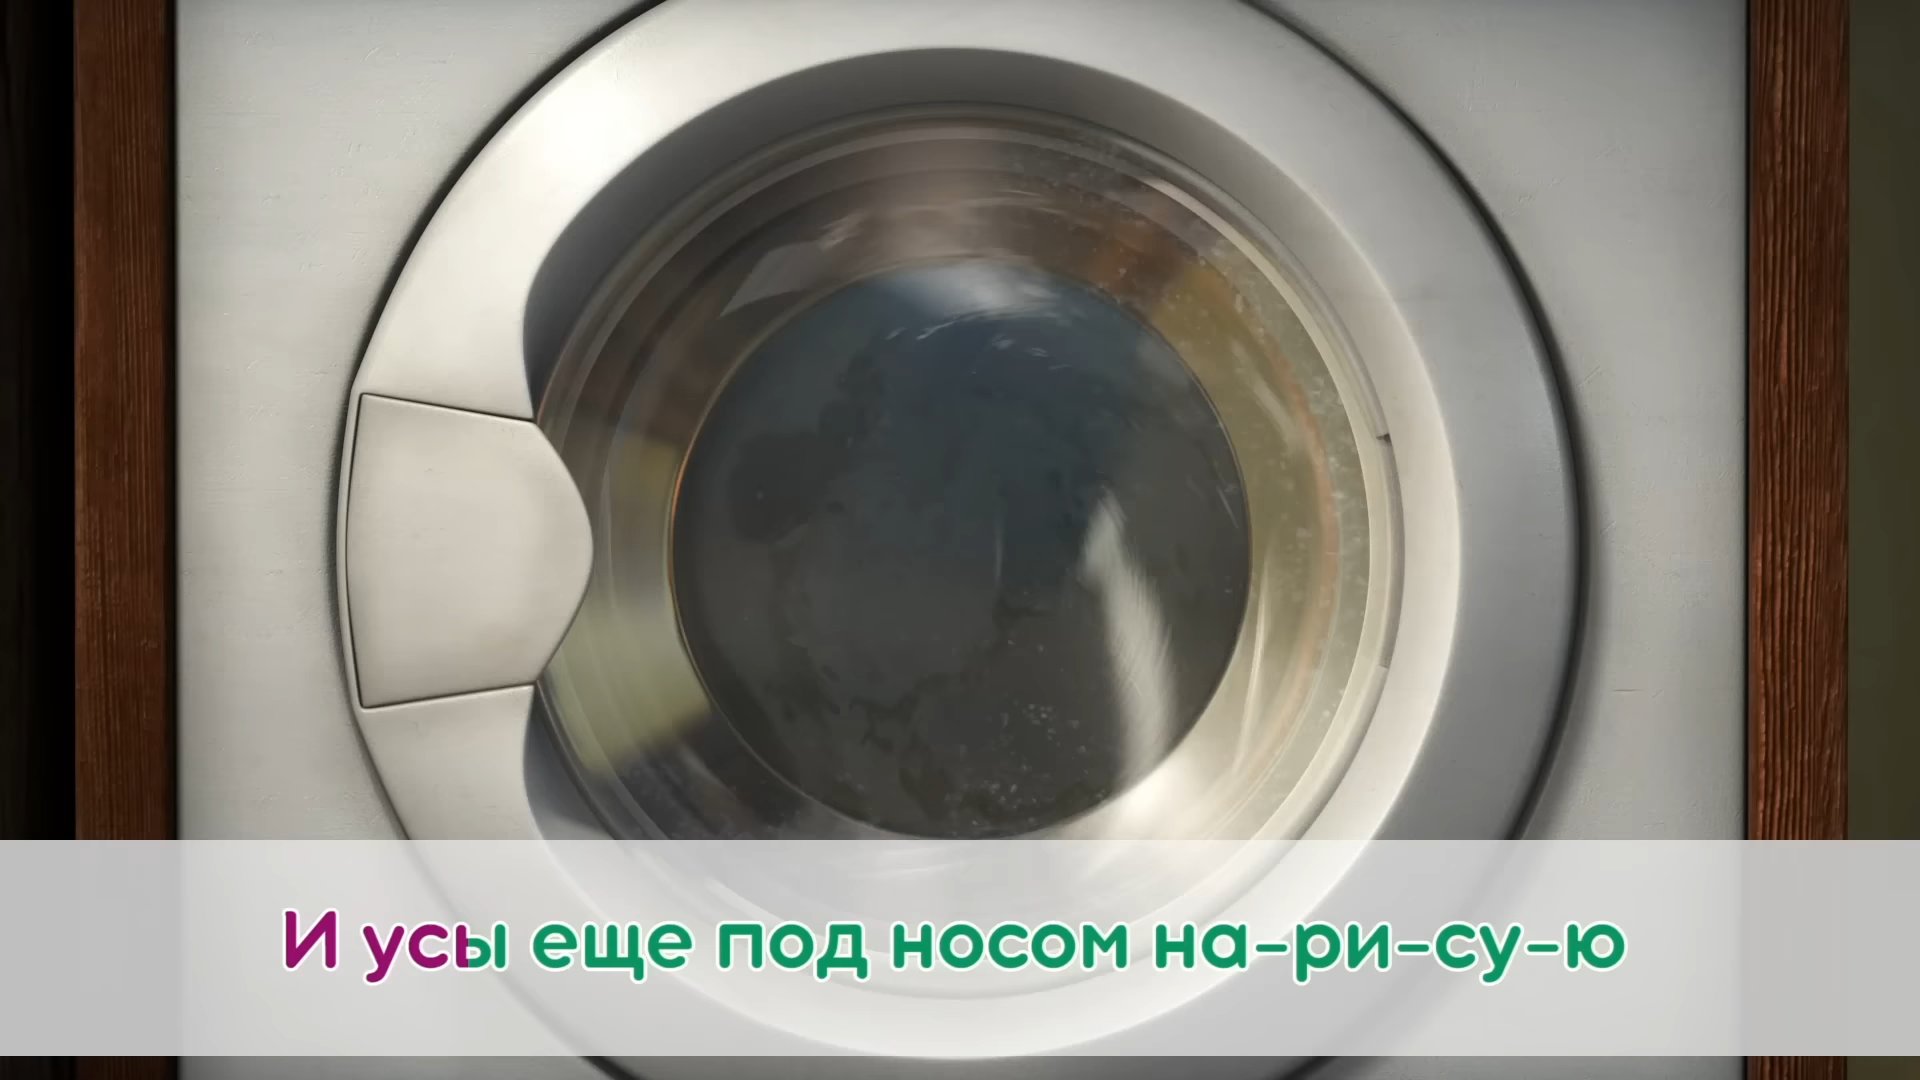 И усы еще под носом на-ри-су-ю